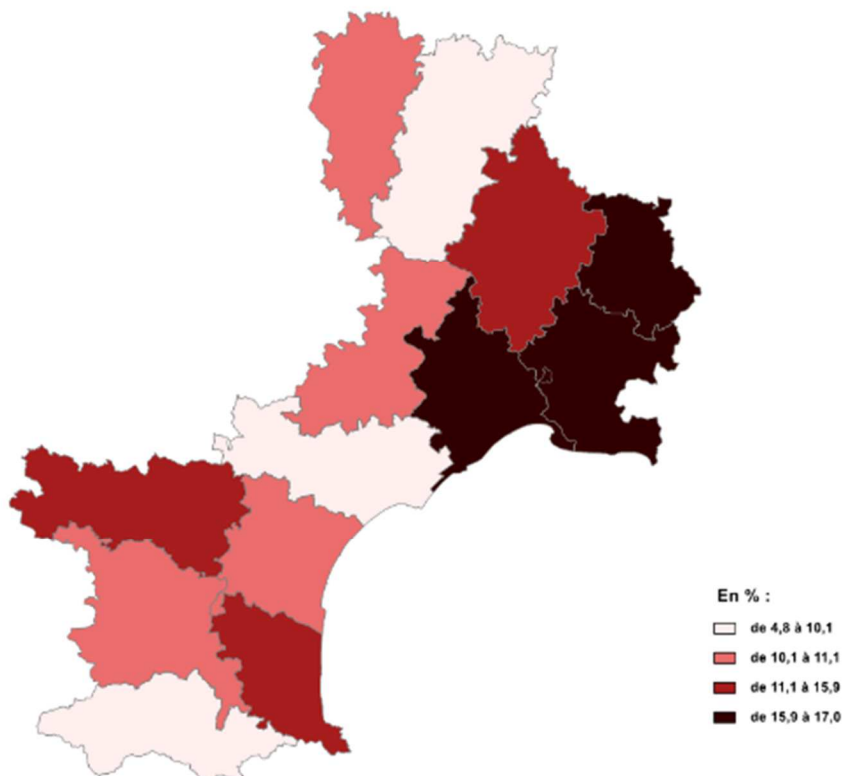 En % :
de 4,8 à 10,1
de 10,1 à 11,1
de 11,1 à 15,9
de 15,9 à 17,0